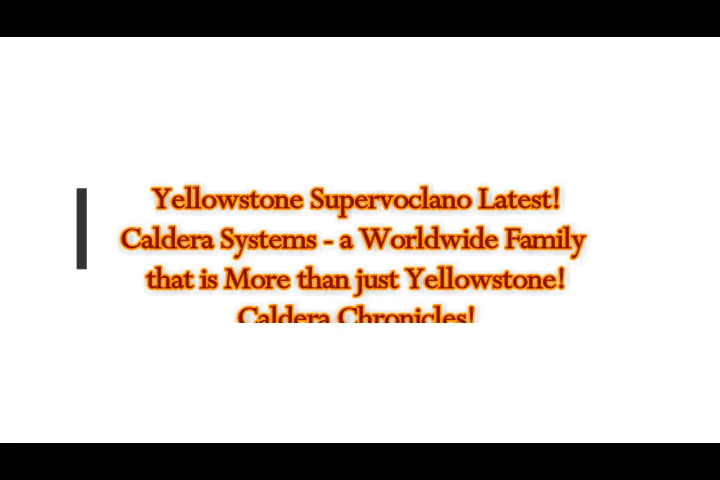 Yellowstone Supervoclano Latest!
Caldera Systems - a Worldwide Family
that is More than just Yellowstone!
Caldera Chronicles!